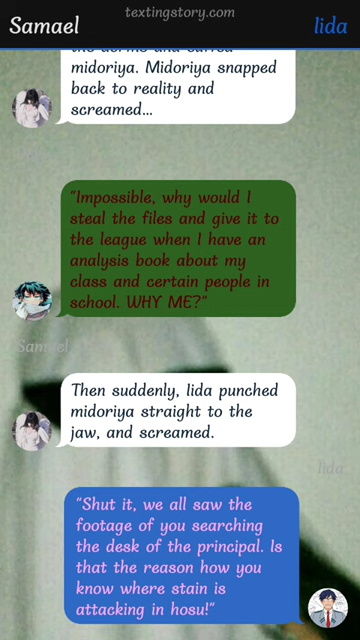 textingstory.com
Samael
Iida
the dorms and carried
midoriya. Midoriya snapped
back to reality and
screamed...
"Impossible, why would I
steal the files and give it to
the league when I have an
analysis book about my
class and certain people in
school. WHY ME?"
Samael
Then suddenly, Iida punched
midoriya straight to the
jaw, and screamed.
Iida
"Shut it, we all saw the
footage of you searching
the desk of the principal. Is
that the reason how you
know where stain is
attacking in hosu!"